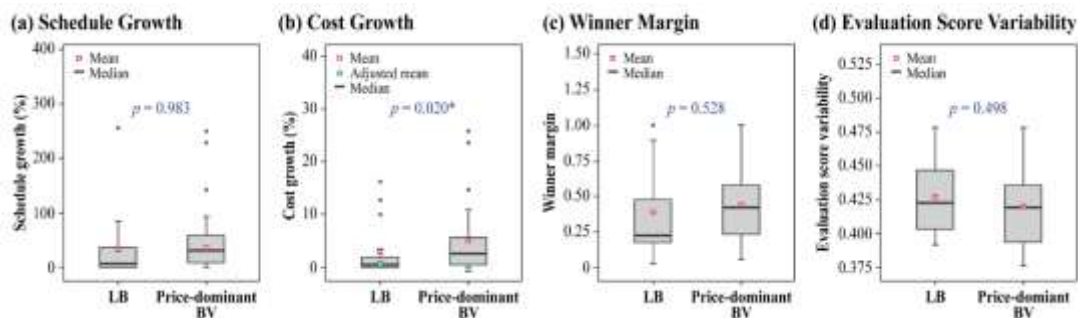 (a) Schedule Growth
400
300
200
100
0
Schedule growth (%)
Mean
Median
p = 0.983
LB
Price-dominant
BV
(b) Cost Growth
40
30
20
10
0
Cost growth (%)
Mean
Adjusted mean
Median
p = 0.020*
LB
Price-dominant
BV
(c) Winner Margin
1.50
1.25
1.00
0.75
0.50
0.25
0
Winner margin
Mean
Median
p = 0.528
LB
Price-dominant
BV
(d) Evaluation Score Variability
0.525
0.500
0.475
0.450
0.425
0.400
0.375
Evaluation score variability
Mean
Median
p = 0.498
LB
Price-domiant
BV